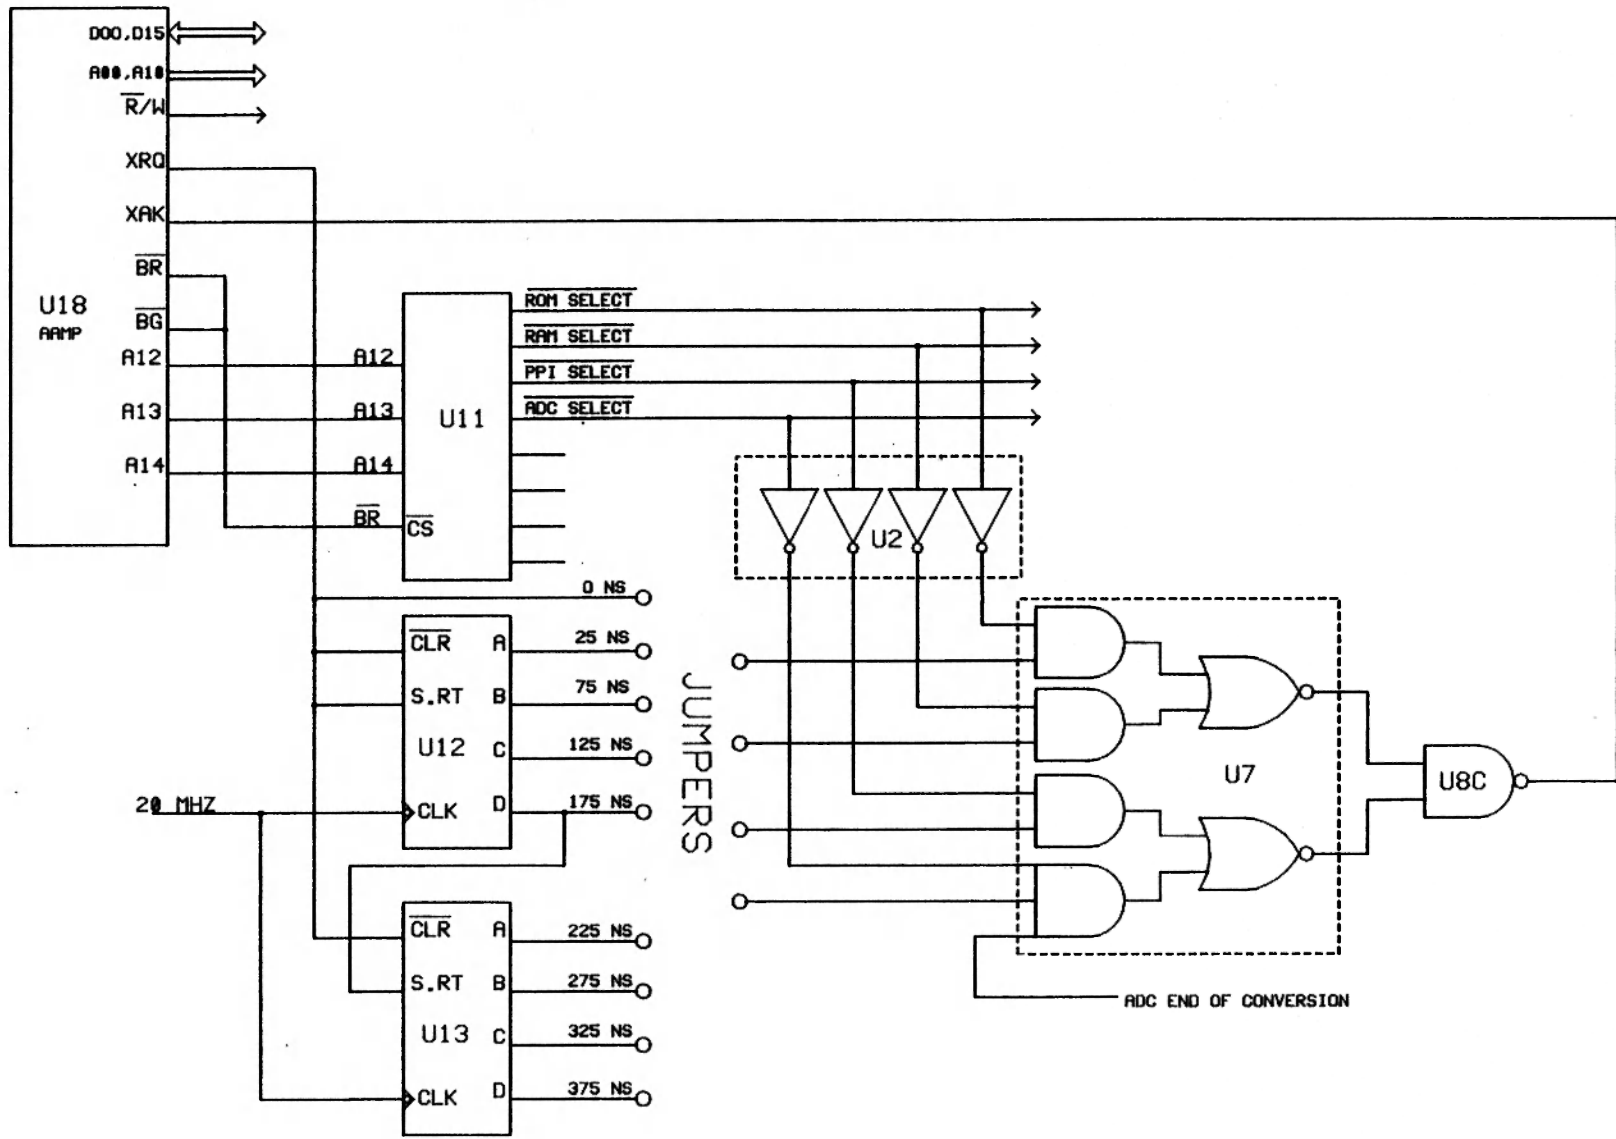 D00,D15
A00,A10
R/W
XRQ
XAK
BR
U18
AAMP
BG
A12
A13
A14
A12
A13
A14
BR
CS
U11
ROM SELECT
RAM SELECT
PPI SELECT
ADC SELECT
U2
0 NS
CLR
S.RT
U12
CLK
A
B
C
D
25 NS
75 NS
125 NS
175 NS
20 MHZ
CLR
S.RT
U13
CLK
A
B
C
D
225 NS
275 NS
325 NS
375 NS
JUMPERS
U7
U8C
ADC END OF CONVERSION